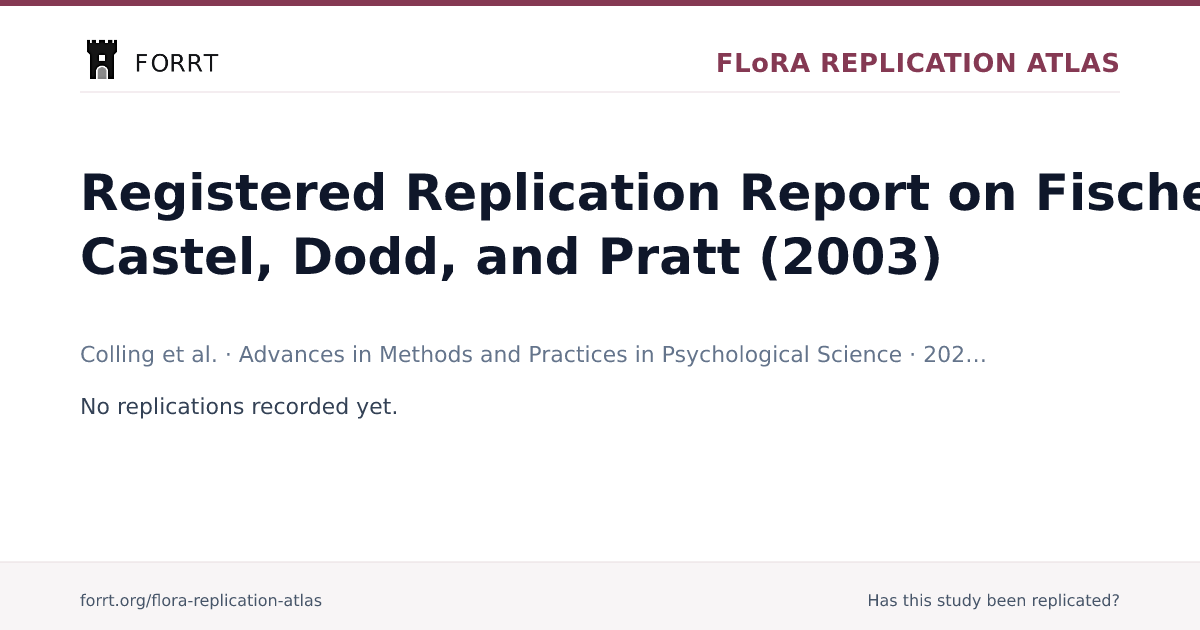 FORRT
FLoRA REPLICATION ATLAS
Registered Replication Report on Fische
Castel, Dodd, and Pratt (2003)
Colling et al. · Advances in Methods and Practices in Psychological Science · 202…
No replications recorded yet.
forrt.org/flora-replication-atlas
Has this study been replicated?